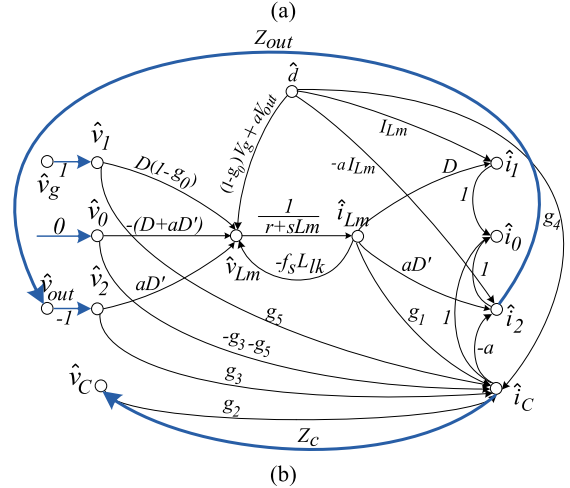 (a)
Z_out
d̂
v̂_1
1
v̂_g
D(1-g_0)
(1-g_0)V_g + aV_out
I_Lm
-aI_Lm
D
î_1
1
g_4
0
v̂_0
-(D+aD')
1
r+sLm
î_Lm
î_0
v̂_Lm
-f_sL_lk
v̂_out
-1
v̂_2
aD'
aD'
1
î_2
g_5
g_1
1
-a
-g_3-g_5
g_3
v̂_C
g_2
î_C
Z_c
(b)